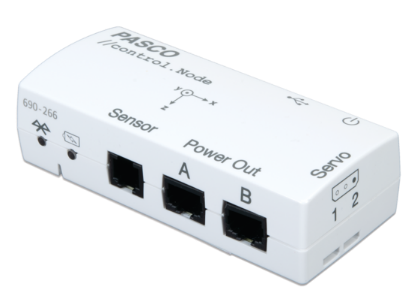 PASCO
//control.Node
y
x
z
690-266
Sensor
Power Out
A
B
Servo
1 2